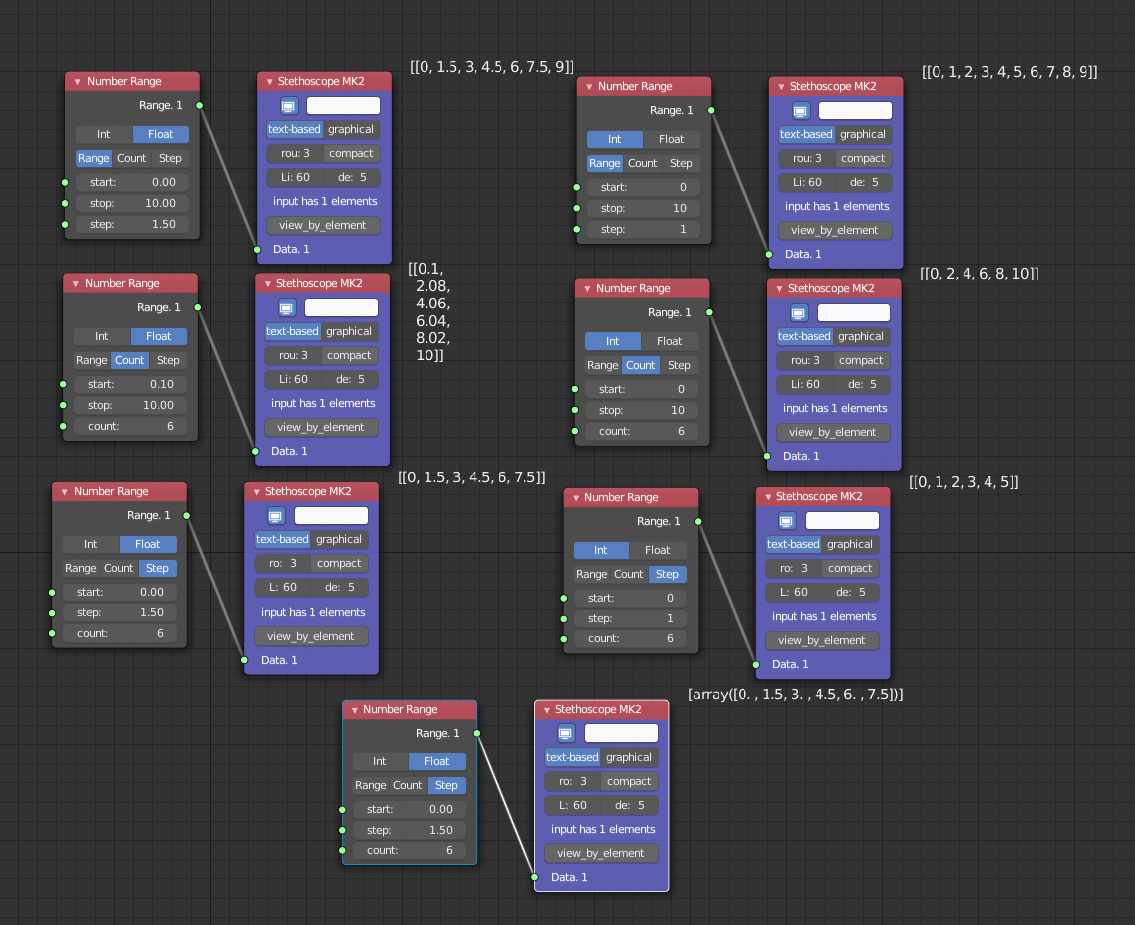 [[0, 1.5, 3, 4.5, 6, 7.5, 9]]
Number Range
Range. 1
Int Float
Range Count Step
start: 0.00
stop: 10.00
step: 1.50
Stethoscope MK2
text-based graphical
rou: 3 compact
Li: 60 de: 5
input has 1 elements
view_by_element
Data. 1
[[0, 1, 2, 3, 4, 5, 6, 7, 8, 9]]
Number Range
Range. 1
Int Float
Range Count Step
start: 0
stop: 10
step: 1
Stethoscope MK2
text-based graphical
rou: 3 compact
Li: 60 de: 5
input has 1 elements
view_by_element
Data. 1
[[0.1,
2.08,
4.06,
6.04,
8.02,
10]]
Number Range
Range. 1
Int Float
Range Count Step
start: 0.10
stop: 10.00
count: 6
Stethoscope MK2
text-based graphical
rou: 3 compact
Li: 60 de: 5
input has 1 elements
view_by_element
Data. 1
[[0, 2, 4, 6, 8, 10]]
Number Range
Range. 1
Int Float
Range Count Step
start: 0
stop: 10
count: 6
Stethoscope MK2
text-based graphical
rou: 3 compact
Li: 60 de: 5
input has 1 elements
view_by_element
Data. 1
[[0, 1.5, 3, 4.5, 6, 7.5]]
Number Range
Range. 1
Int Float
Range Count Step
start: 0.00
step: 1.50
count: 6
Stethoscope MK2
text-based graphical
ro: 3 compact
L: 60 de: 5
input has 1 elements
view_by_element
Data. 1
[[0, 1, 2, 3, 4, 5]]
Number Range
Range. 1
Int Float
Range Count Step
start: 0
step: 1
count: 6
Stethoscope MK2
text-based graphical
ro: 3 compact
L: 60 de: 5
input has 1 elements
view_by_element
Data. 1
[array([0. , 1.5, 3. , 4.5, 6. , 7.5])]
Number Range
Range. 1
Int Float
Range Count Step
start: 0.00
step: 1.50
count: 6
Stethoscope MK2
text-based graphical
ro: 3 compact
L: 60 de: 5
input has 1 elements
view_by_element
Data. 1